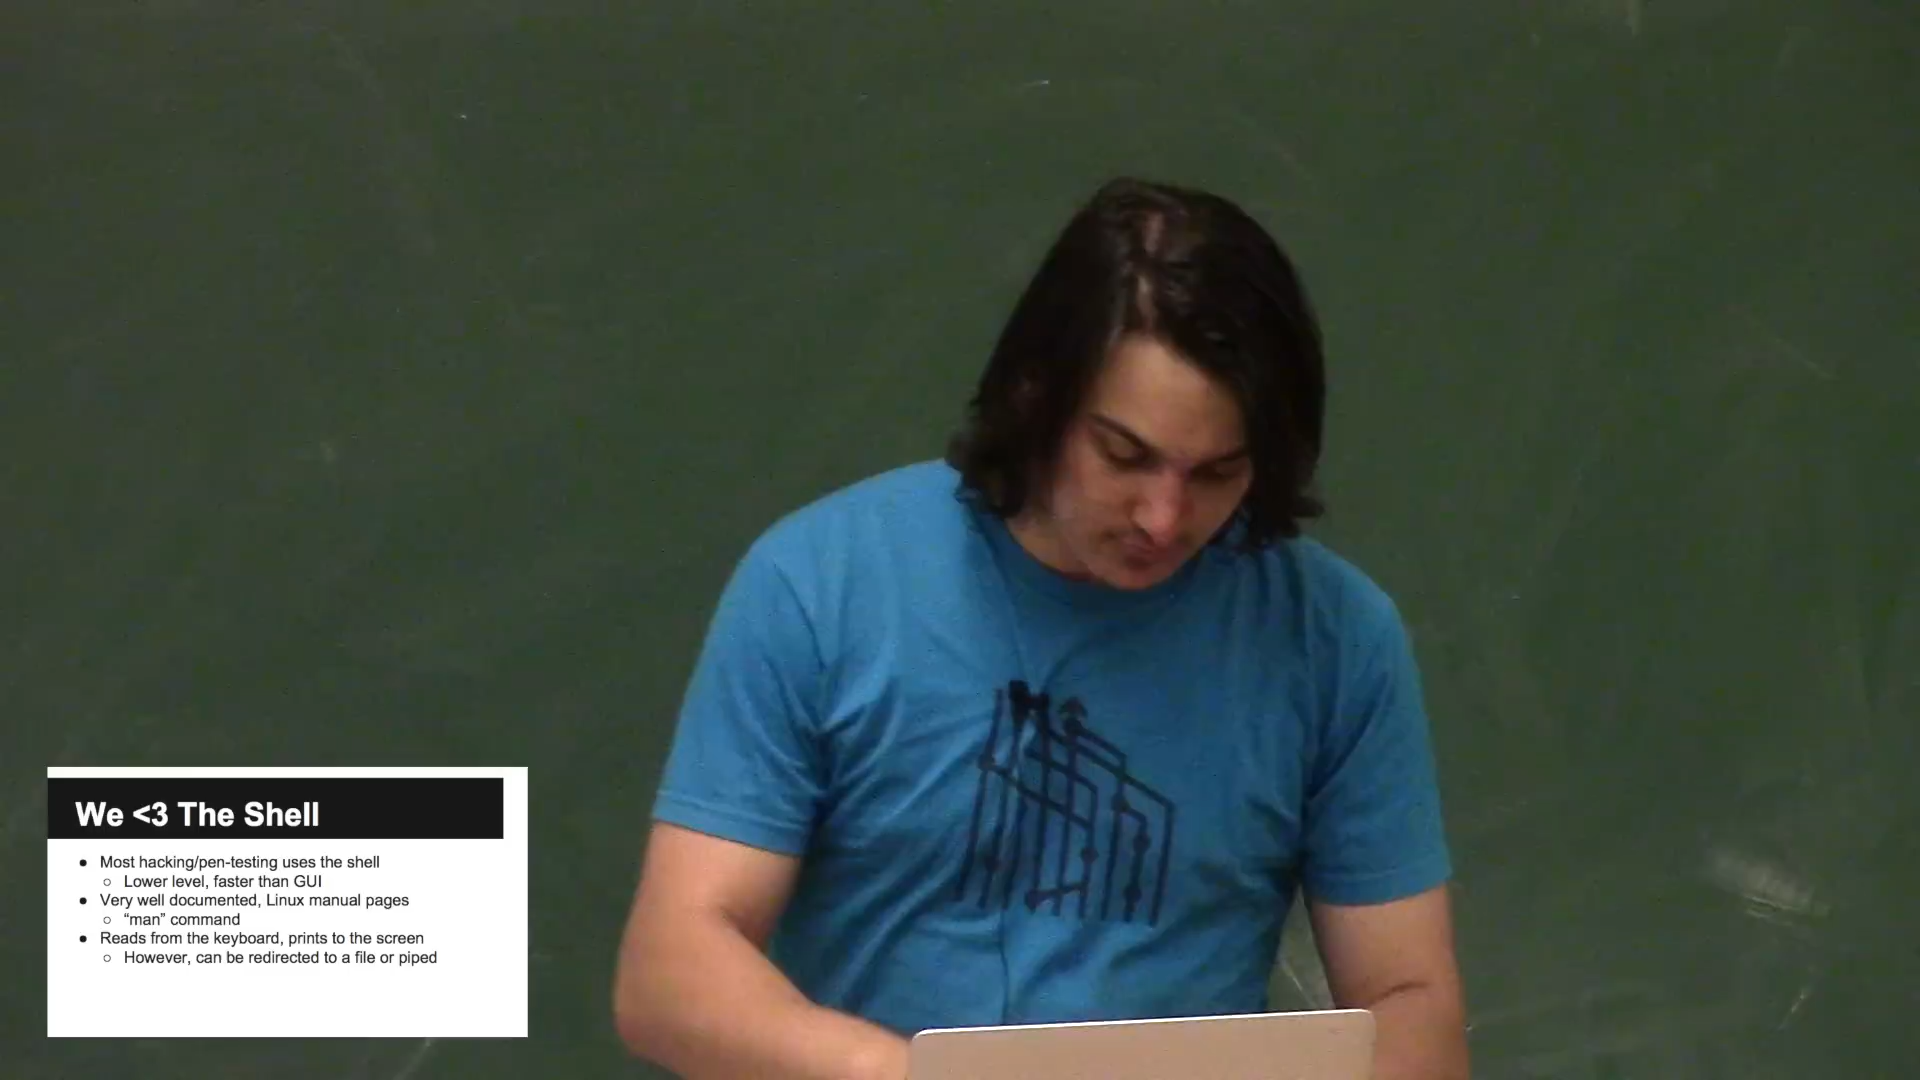 We <3 The Shell
● Most hacking/pen-testing uses the shell
○ Lower level, faster than GUI
● Very well documented, Linux manual pages
○ “man” command
● Reads from the keyboard, prints to the screen
○ However, can be redirected to a file or piped